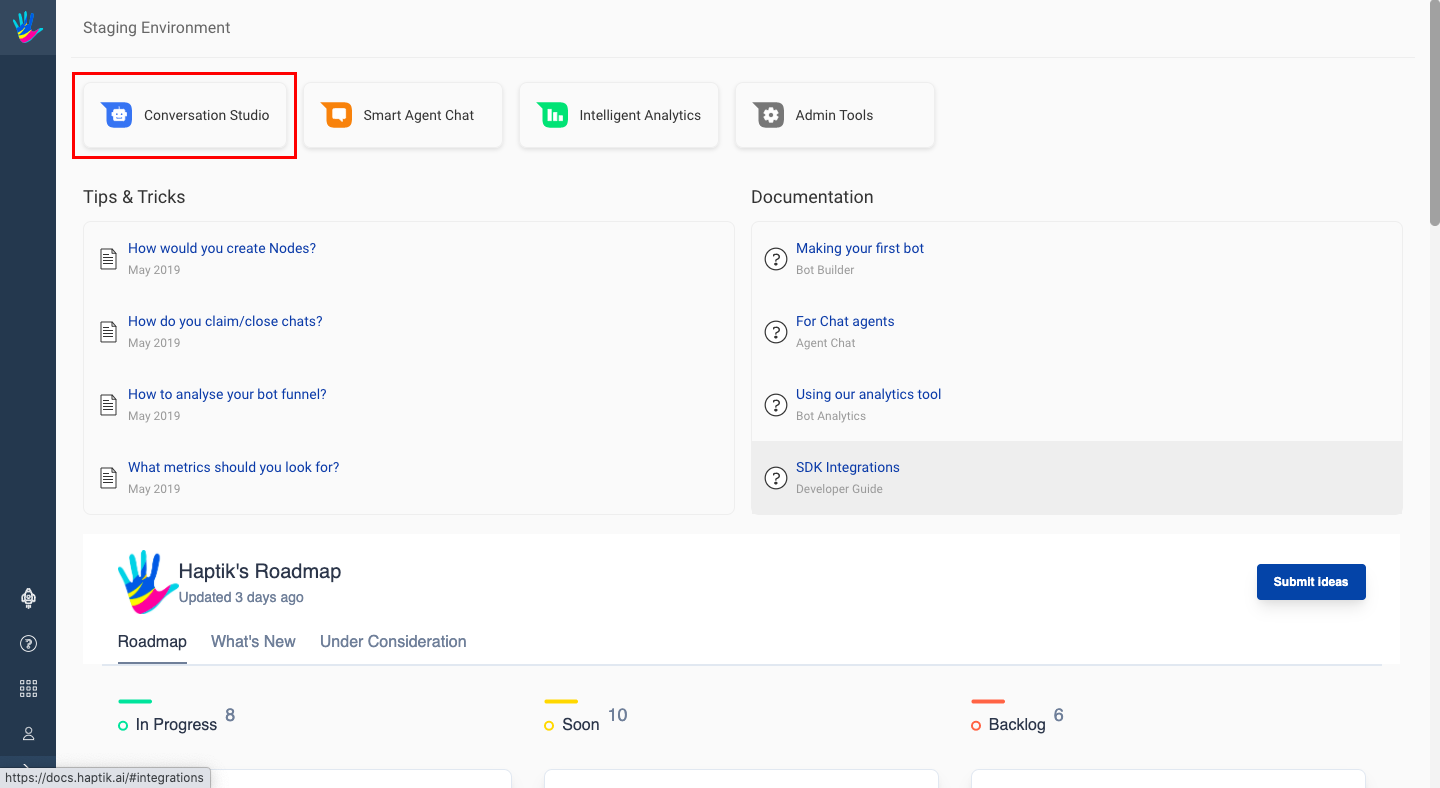 Staging Environment
Conversation Studio
Smart Agent Chat
Intelligent Analytics
Admin Tools
Tips & Tricks
How would you create Nodes?
May 2019
How do you claim/close chats?
May 2019
How to analyse your bot funnel?
May 2019
What metrics should you look for?
May 2019
Documentation
Making your first bot
Bot Builder
For Chat agents
Agent Chat
Using our analytics tool
Bot Analytics
SDK Integrations
Developer Guide
Haptik's Roadmap
Updated 3 days ago
Submit ideas
Roadmap
What's New
Under Consideration
In Progress 8
Soon 10
Backlog 6
https://docs.haptik.ai/#integrations